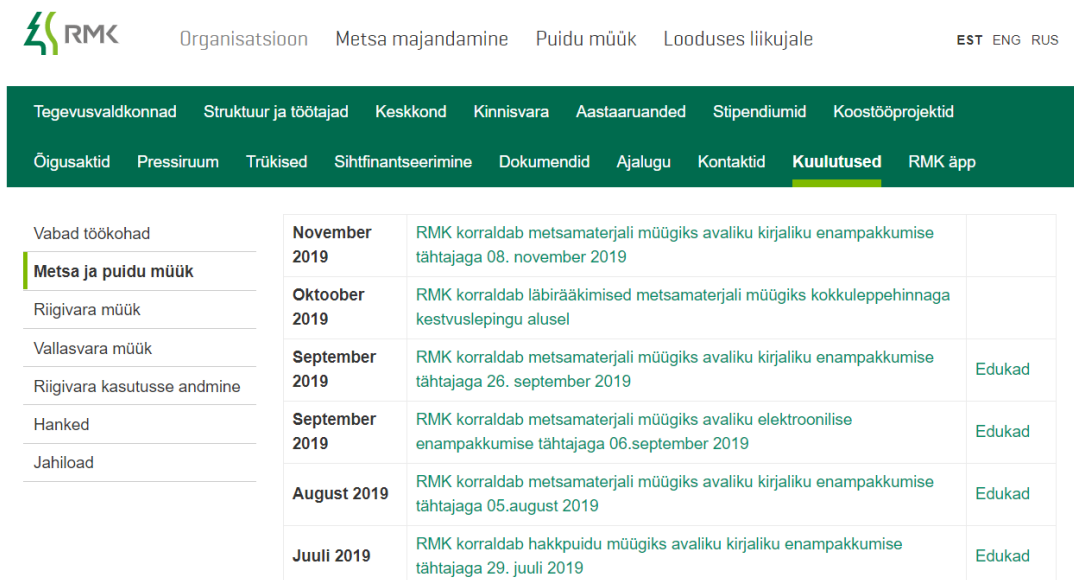 RMK
Organisatsioon Metsa majandamine Puidu müük Looduses liikujale EST ENG RUS
Tegevusvaldkonnad Struktuur ja töötajad Keskkond Kinnisvara Aastaaruanded Stipendiumid Koostööprojektid
Õigusaktid Pressiruum Trükised Sihtfinantseerimine Dokumendid Ajalugu Kontaktid Kuulutused RMK äpp
Vabad töökohad
Metsa ja puidu müük
Riigivara müük
Vallasvara müük
Riigivara kasutusse andmine
Hanked
Jahiload
November 2019
RMK korraldab metsamaterjali müügiks avaliku kirjaliku enampakkumise
tähtajaga 08. november 2019
Oktoober 2019
RMK korraldab läbirääkimised metsamaterjali müügiks kokkuleppehinnaga
kestvuslepingu alusel
September 2019
RMK korraldab metsamaterjali müügiks avaliku kirjaliku enampakkumise
tähtajaga 26. september 2019
Edukad
September 2019
RMK korraldab metsamaterjali müügiks avaliku elektroonilise
enampakkumise tähtajaga 06.september 2019
Edukad
August 2019
RMK korraldab metsamaterjali müügiks avaliku kirjaliku enampakkumise
tähtajaga 05.august 2019
Edukad
Juuli 2019
RMK korraldab hakkpuidu müügiks avaliku kirjaliku enampakkumise
tähtajaga 29. juuli 2019
Edukad